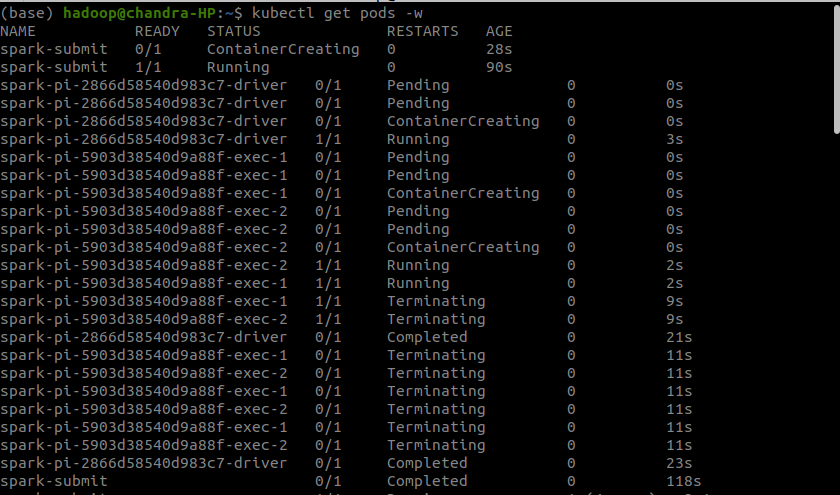 (base) hadoop@chandra-HP:~$ kubectl get pods -w
NAME READY STATUS RESTARTS AGE
spark-submit 0/1 ContainerCreating 0 28s
spark-submit 1/1 Running 0 90s
spark-pi-2866d58540d983c7-driver 0/1 Pending 0 0s
spark-pi-2866d58540d983c7-driver 0/1 Pending 0 0s
spark-pi-2866d58540d983c7-driver 0/1 ContainerCreating 0 0s
spark-pi-2866d58540d983c7-driver 1/1 Running 0 3s
spark-pi-5903d38540d9a88f-exec-1 0/1 Pending 0 0s
spark-pi-5903d38540d9a88f-exec-1 0/1 Pending 0 0s
spark-pi-5903d38540d9a88f-exec-1 0/1 ContainerCreating 0 0s
spark-pi-5903d38540d9a88f-exec-2 0/1 Pending 0 0s
spark-pi-5903d38540d9a88f-exec-2 0/1 Pending 0 0s
spark-pi-5903d38540d9a88f-exec-2 0/1 ContainerCreating 0 0s
spark-pi-5903d38540d9a88f-exec-2 1/1 Running 0 2s
spark-pi-5903d38540d9a88f-exec-1 1/1 Running 0 2s
spark-pi-5903d38540d9a88f-exec-1 1/1 Terminating 0 9s
spark-pi-5903d38540d9a88f-exec-2 1/1 Terminating 0 9s
spark-pi-2866d58540d983c7-driver 0/1 Completed 0 21s
spark-pi-5903d38540d9a88f-exec-1 0/1 Terminating 0 11s
spark-pi-5903d38540d9a88f-exec-2 0/1 Terminating 0 11s
spark-pi-5903d38540d9a88f-exec-1 0/1 Terminating 0 11s
spark-pi-5903d38540d9a88f-exec-2 0/1 Terminating 0 11s
spark-pi-5903d38540d9a88f-exec-1 0/1 Terminating 0 11s
spark-pi-5903d38540d9a88f-exec-2 0/1 Terminating 0 11s
spark-pi-2866d58540d983c7-driver 0/1 Completed 0 23s
spark-submit 0/1 Completed 0 118s